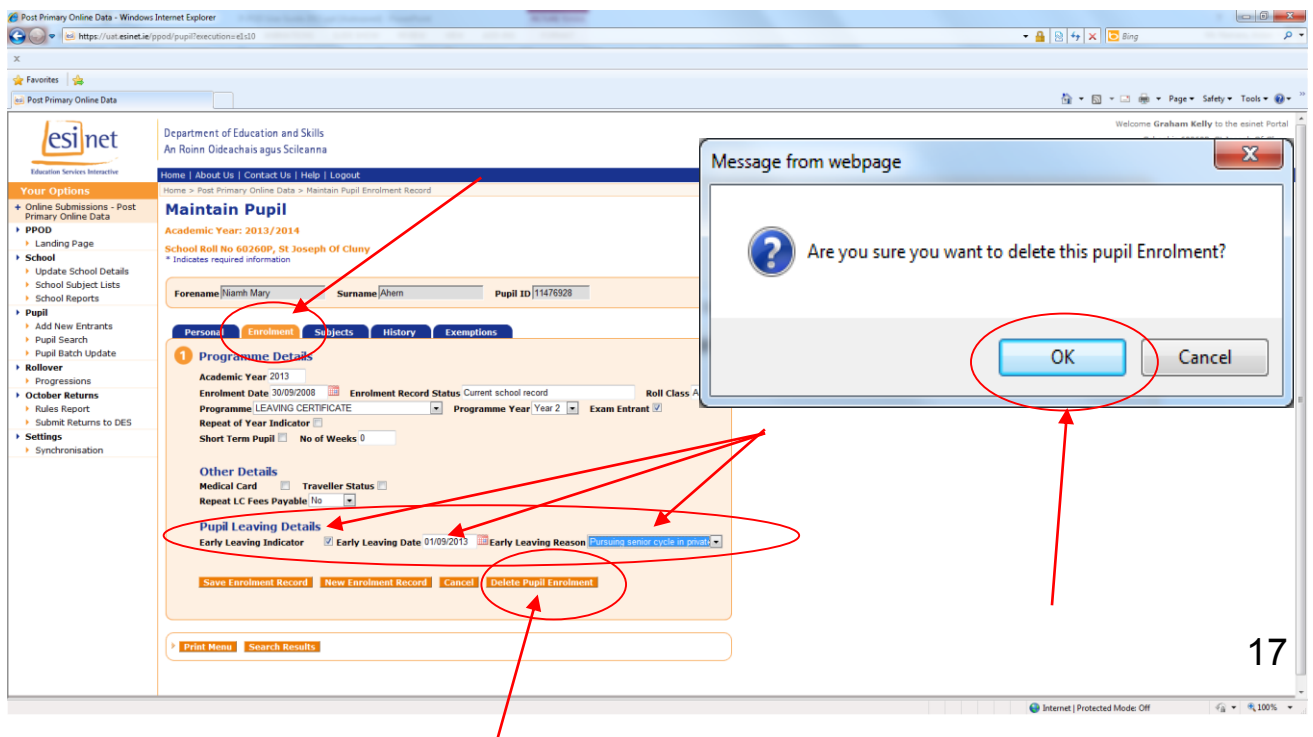 Post Primary Online Data - Windows Internet Explorer
https://uat.esinet.ie/ppod/pupil?execution=e1s10
Bing
x
Favorites
Post Primary Online Data
Page Safety Tools
esinet
Education Services Interactive
Department of Education and Skills
An Roinn Oideachais agus Scileanna
Welcome Graham Kelly to the esinet Portal
Home | About Us | Contact Us | Help | Logout
Home > Post Primary Online Data > Maintain Pupil Enrolment Record
Your Options
+ Online Submissions - Post
Primary Online Data
PPOD
Landing Page
School
Update School Details
School Subject Lists
School Reports
Pupil
Add New Entrants
Pupil Search
Pupil Batch Update
Rollover
Progressions
October Returns
Rules Report
Submit Returns to DES
Settings
Synchronisation
Maintain Pupil
Academic Year: 2013/2014
School Roll No 60260P, St Joseph Of Cluny
* Indicates required information
Forename Niamh Mary Surname Ahern Pupil ID 11476928
Personal Enrolment Subjects History Exemptions
1 Programme Details
Academic Year 2013
Enrolment Date 30/09/2008 Enrolment Record Status Current school record Roll Class A
Programme LEAVING CERTIFICATE Programme Year Year 2 Exam Entrant
Repeat of Year Indicator
Short Term Pupil No of Weeks 0
Other Details
Medical Card Traveller Status
Repeat LC Fees Payable No
Pupil Leaving Details
Early Leaving Indicator Early Leaving Date 01/09/2013 Early Leaving Reason Pursuing senior cycle in privat
Save Enrolment Record New Enrolment Record Cancel Delete Pupil Enrolment
Print Menu Search Results
Message from webpage
X
Are you sure you want to delete this pupil Enrolment?
OK Cancel
17
Internet | Protected Mode: Off 100%